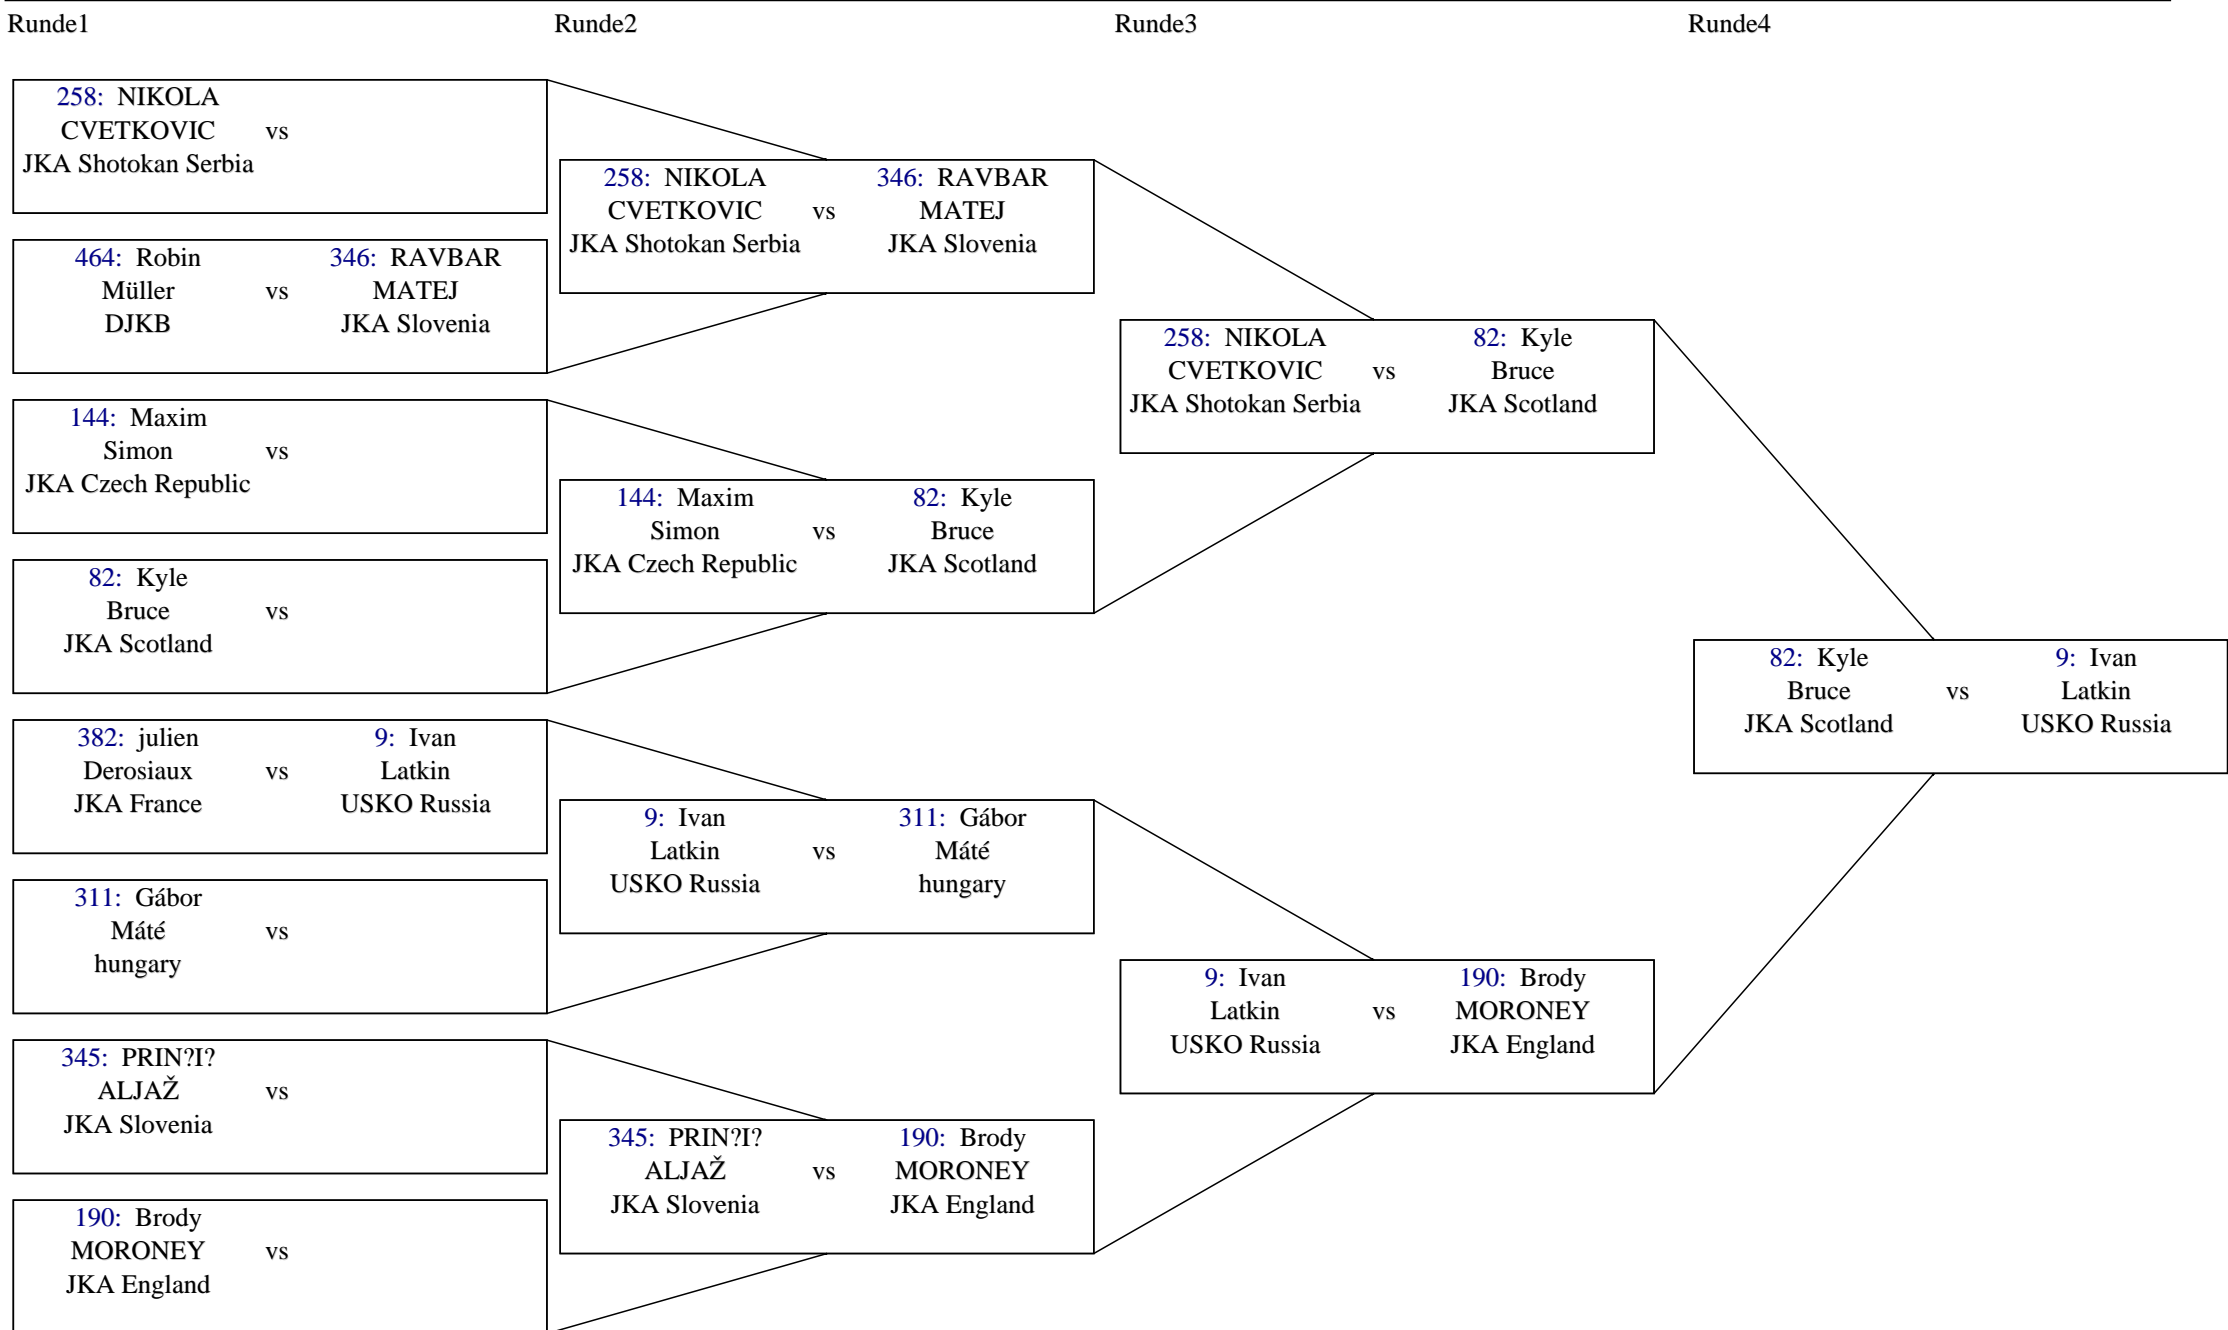 Runde1
Runde2
Runde3
Runde4
258: NIKOLA
CVETKOVIC vs
JKA Shotokan Serbia
464: Robin 346: RAVBAR
Müller vs MATEJ
DJKB JKA Slovenia
144: Maxim
Simon vs
JKA Czech Republic
82: Kyle
Bruce vs
JKA Scotland
382: julien 9: Ivan
Derosiaux vs Latkin
JKA France USKO Russia
311: Gábor
Máté vs
hungary
345: PRIN?I?
ALJAŽ vs
JKA Slovenia
190: Brody
MORONEY vs
JKA England
258: NIKOLA 346: RAVBAR
CVETKOVIC vs MATEJ
JKA Shotokan Serbia JKA Slovenia
144: Maxim 82: Kyle
Simon vs Bruce
JKA Czech Republic JKA Scotland
9: Ivan 311: Gábor
Latkin vs Máté
USKO Russia hungary
345: PRIN?I? 190: Brody
ALJAŽ vs MORONEY
JKA Slovenia JKA England
258: NIKOLA 82: Kyle
CVETKOVIC vs Bruce
JKA Shotokan Serbia JKA Scotland
9: Ivan 190: Brody
Latkin vs MORONEY
USKO Russia JKA England
82: Kyle 9: Ivan
Bruce vs Latkin
JKA Scotland USKO Russia